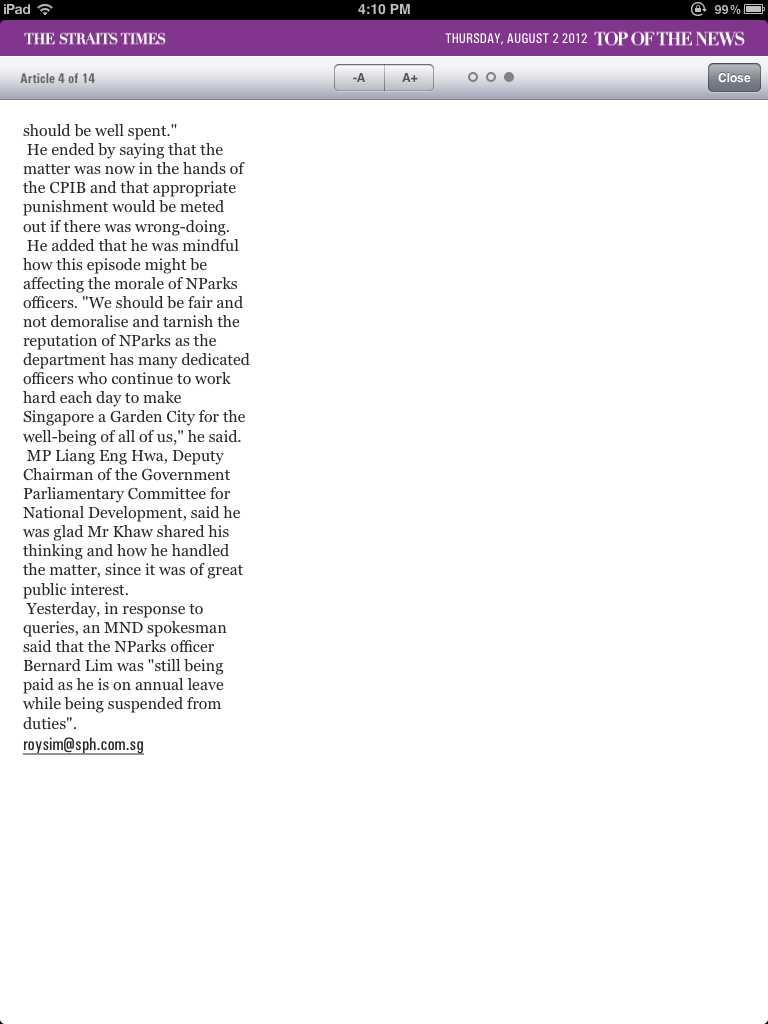 iPad 4:10 PM 99%
THE STRAITS TIMES THURSDAY, AUGUST 2 2012 TOP OF THE NEWS
Article 4 of 14 -A A+ Close
should be well spent."
He ended by saying that the
matter was now in the hands of
the CPIB and that appropriate
punishment would be meted
out if there was wrong-doing.
He added that he was mindful
how this episode might be
affecting the morale of NParks
officers. "We should be fair and
not demoralise and tarnish the
reputation of NParks as the
department has many dedicated
officers who continue to work
hard each day to make
Singapore a Garden City for the
well-being of all of us," he said.
MP Liang Eng Hwa, Deputy
Chairman of the Government
Parliamentary Committee for
National Development, said he
was glad Mr Khaw shared his
thinking and how he handled
the matter, since it was of great
public interest.
Yesterday, in response to
queries, an MND spokesman
said that the NParks officer
Bernard Lim was "still being
paid as he is on annual leave
while being suspended from
duties".
roysim@sph.com.sg